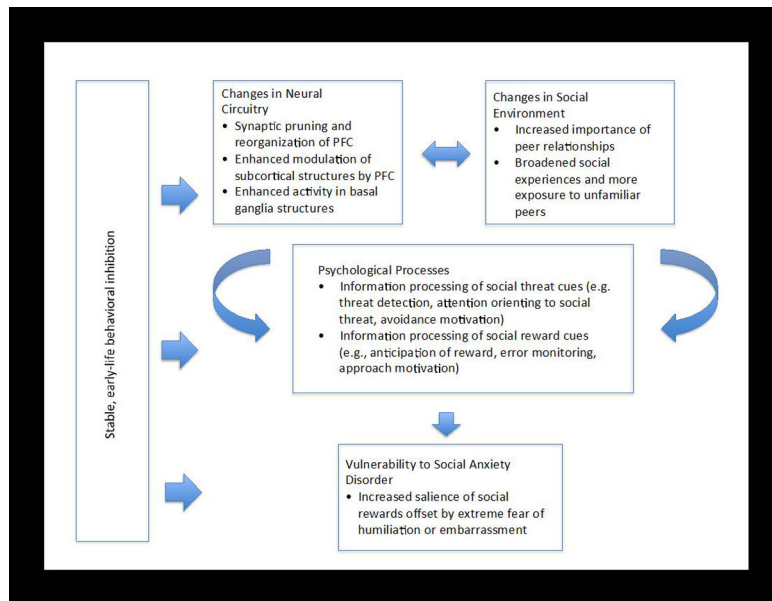 Stable, early-life behavioral inhibition
Changes in Neural
Circuitry
• Synaptic pruning and
reorganization of PFC
• Enhanced modulation of
subcortical structures by PFC
• Enhanced activity in basal
ganglia structures
Changes in Social
Environment
• Increased importance of
peer relationships
• Broadened social
experiences and more
exposure to unfamiliar
peers
Psychological Processes
• Information processing of social threat cues (e.g.
threat detection, attention orienting to social
threat, avoidance motivation)
• Information processing of social reward cues
(e.g., anticipation of reward, error monitoring,
approach motivation)
Vulnerability to Social Anxiety
Disorder
• Increased salience of social
rewards offset by extreme fear of
humiliation or embarrassment